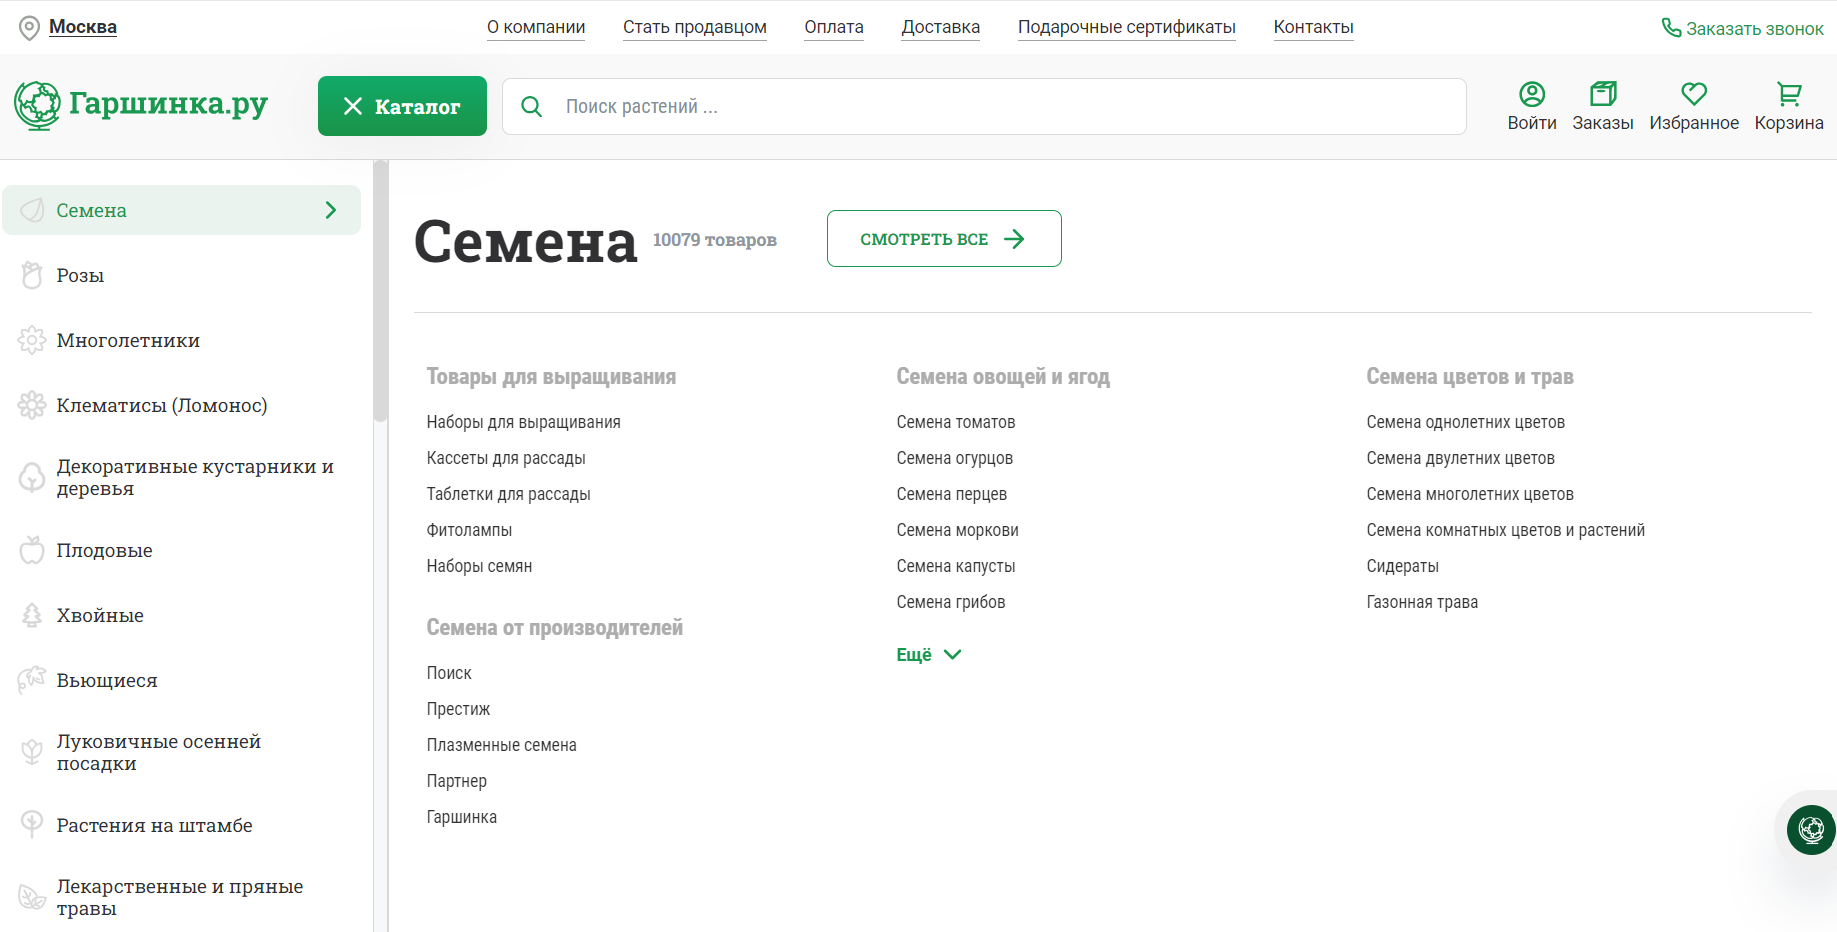 Москва
О компании
Стать продавцом
Оплата
Доставка
Подарочные сертификаты
Контакты
Заказать звонок
Гаршинка.ру
Каталог
Поиск растений ...
Войти
Заказы
Избранное
Корзина
Семена
Розы
Многолетники
Клематисы (Ломонос)
Декоративные кустарники и
деревья
Плодовые
Хвойные
Вьющиеся
Луковичные осенней
посадки
Растения на штамбе
Лекарственные и пряные
травы
Семена
10079 товаров
СМОТРЕТЬ ВСЕ
Товары для выращивания
Наборы для выращивания
Кассеты для рассады
Таблетки для рассады
Фитолампы
Наборы семян
Семена от производителей
Поиск
Престиж
Плазменные семена
Партнер
Гаршинка
Семена овощей и ягод
Семена томатов
Семена огурцов
Семена перцев
Семена моркови
Семена капусты
Семена грибов
Ещё
Семена цветов и трав
Семена однолетних цветов
Семена двулетних цветов
Семена многолетних цветов
Семена комнатных цветов и растений
Сидераты
Газонная трава